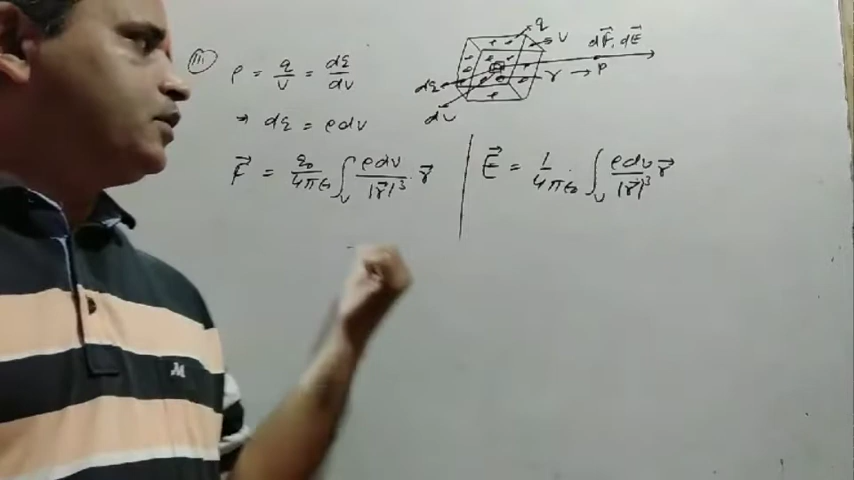 (iii)
ρ = q/V = dq/dv
q
V
dF⃗, dE⃗
r → P
dq
dv
⇒ dq = ρdv
F⃗ = q₀/4πε₀ ∫ᵥ ρdv/|r⃗|³ . r⃗
E⃗ = 1/4πε₀ . ∫ᵥ ρdv/|r⃗|³ r⃗
M